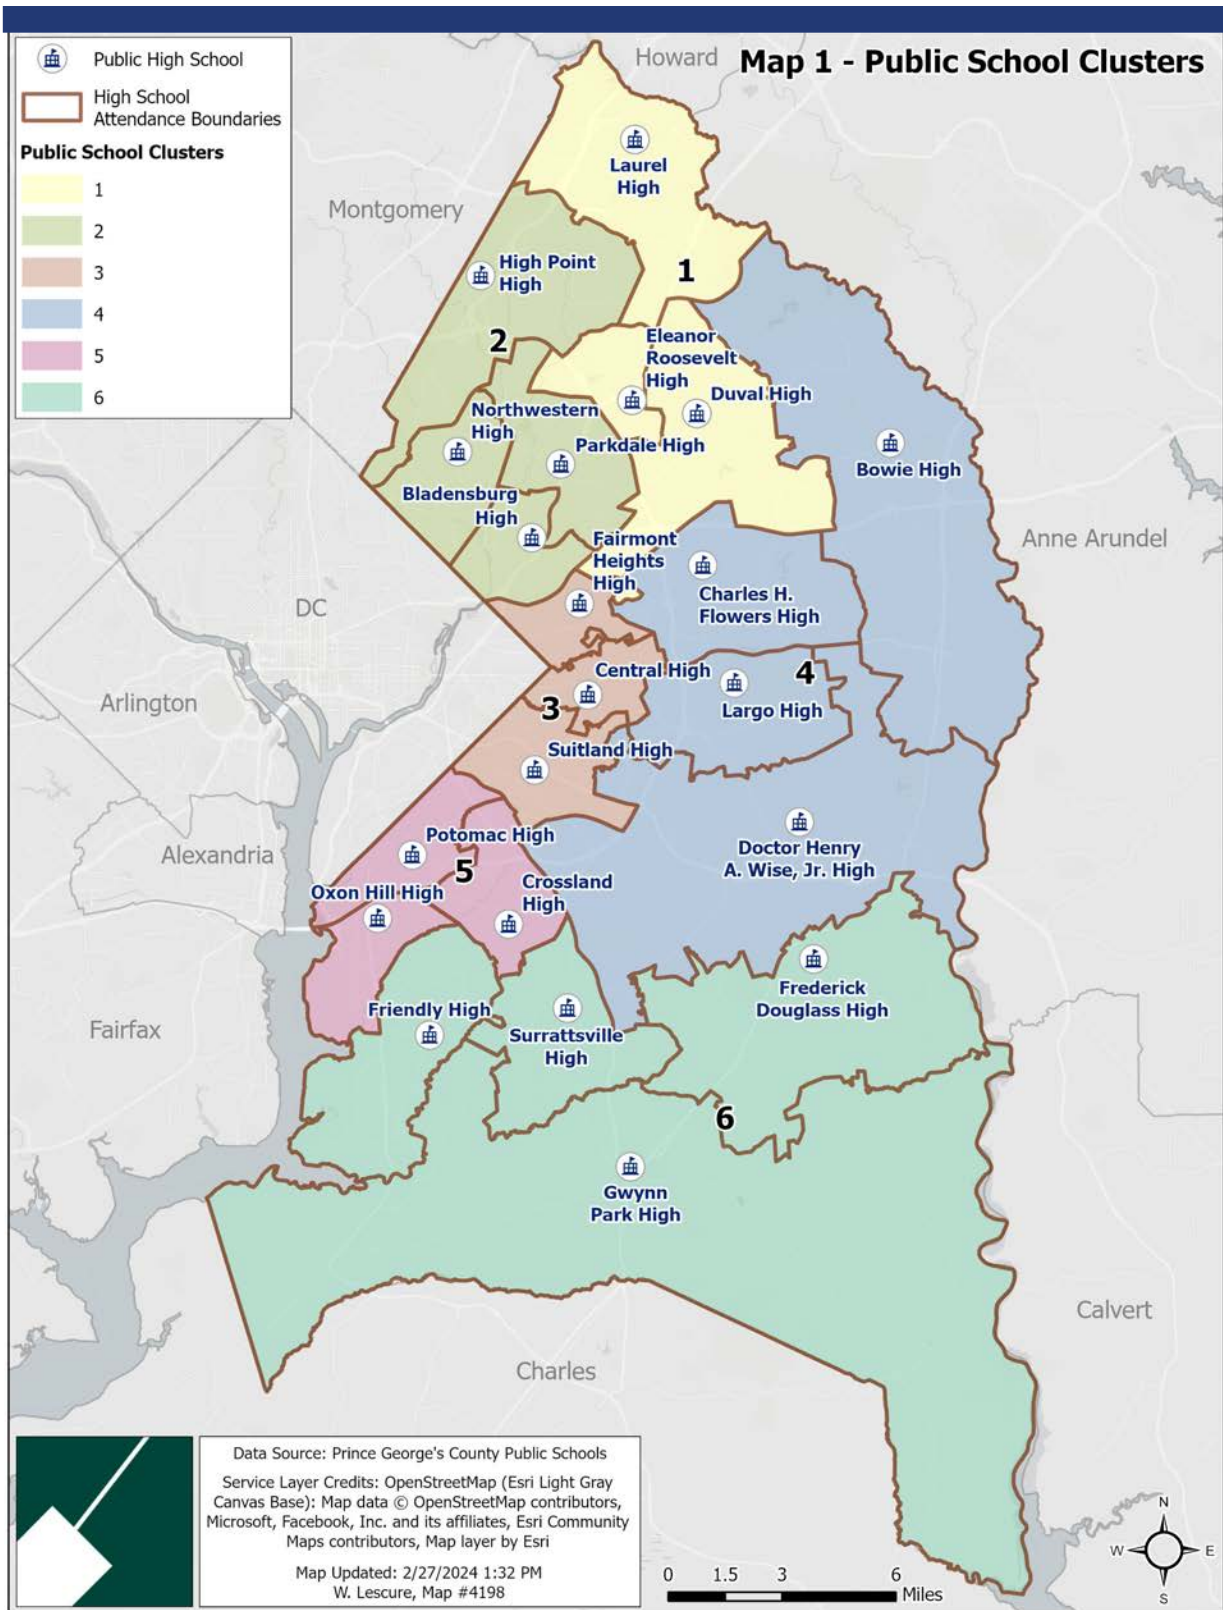 Map 1 - Public School Clusters
Public High School
High School
Attendance Boundaries
Public School Clusters
1
2
3
4
5
6
Howard
Montgomery
Laurel
High
1
High Point
High
2
Eleanor
Roosevelt
High
Duval High
Northwestern
High
Parkdale High
Bowie High
Bladensburg
High
Anne Arundel
Fairmont
Heights
High
Charles H.
Flowers High
DC
Central High
4
Arlington
3
Largo High
Suitland High
Potomac High
Doctor Henry
A. Wise, Jr. High
Alexandria
5
Oxon Hill High
Crossland
High
Frederick
Douglass High
Friendly High
Fairfax
Surrattsville
High
6
Gwynn
Park High
Calvert
Charles
Data Source: Prince George's County Public Schools
Service Layer Credits: OpenStreetMap (Esri Light Gray
Canvas Base): Map data © OpenStreetMap contributors,
Microsoft, Facebook, Inc. and its affiliates, Esri Community
Maps contributors, Map layer by Esri
Map Updated: 2/27/2024 1:32 PM
W. Lescure, Map #4198
0 1.5 3 6
Miles
N
W E
S